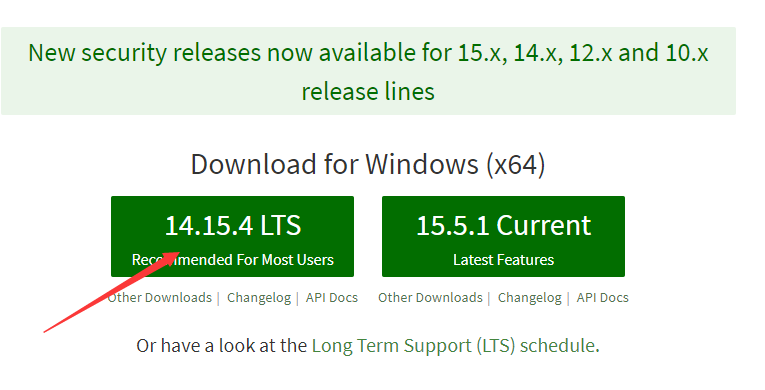 New security releases now available for 15.x, 14.x, 12.x and 10.x
release lines
Download for Windows (x64)
14.15.4 LTS
Recommended For Most Users
15.5.1 Current
Latest Features
Other Downloads | Changelog | API Docs
Other Downloads | Changelog | API Docs
Or have a look at the Long Term Support (LTS) schedule.